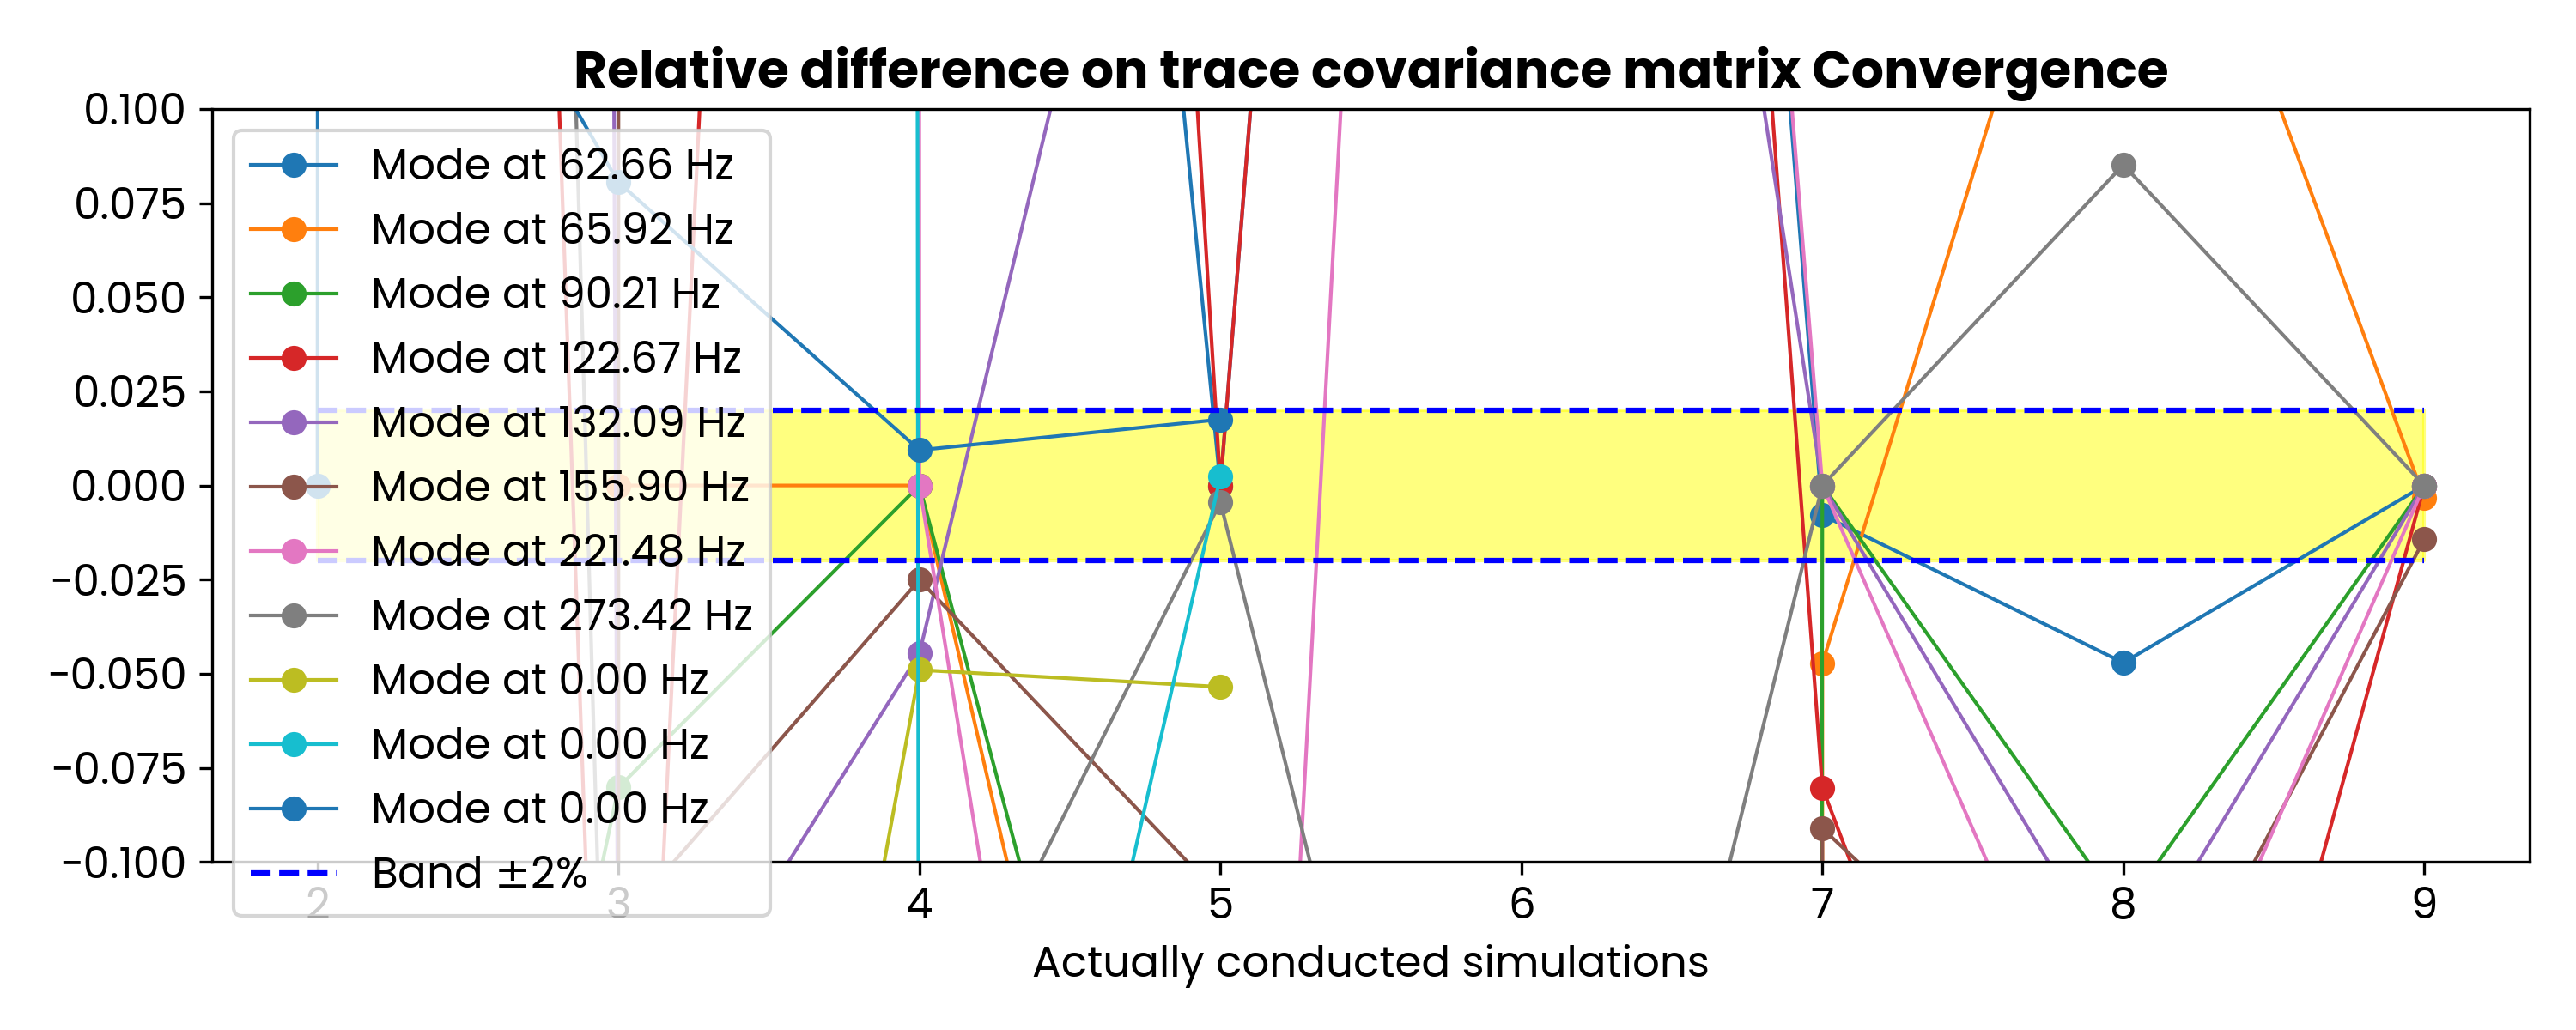 Relative difference on trace covariance matrix Convergence
0.100
0.075
0.050
0.025
0.000
-0.025
-0.050
-0.075
-0.100
Mode at 62.66 Hz
Mode at 65.92 Hz
Mode at 90.21 Hz
Mode at 122.67 Hz
Mode at 132.09 Hz
Mode at 155.90 Hz
Mode at 221.48 Hz
Mode at 273.42 Hz
Mode at 0.00 Hz
Mode at 0.00 Hz
Mode at 0.00 Hz
Band ±2%
2 3 4 5 6 7 8 9
Actually conducted simulations